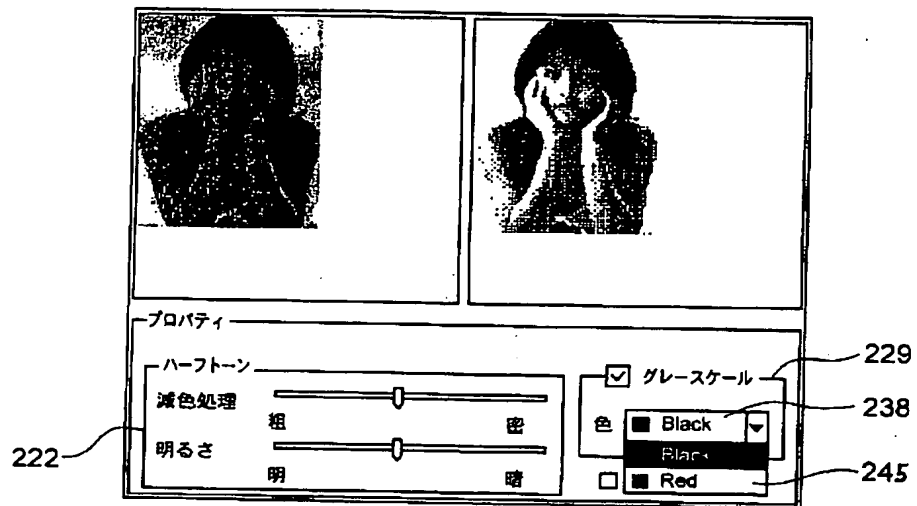 プロパティ
ハーフトーン
減色処理
粗 密
明るさ
明 暗
222
グレースケール
229
色 Black
238
Black
Red
245